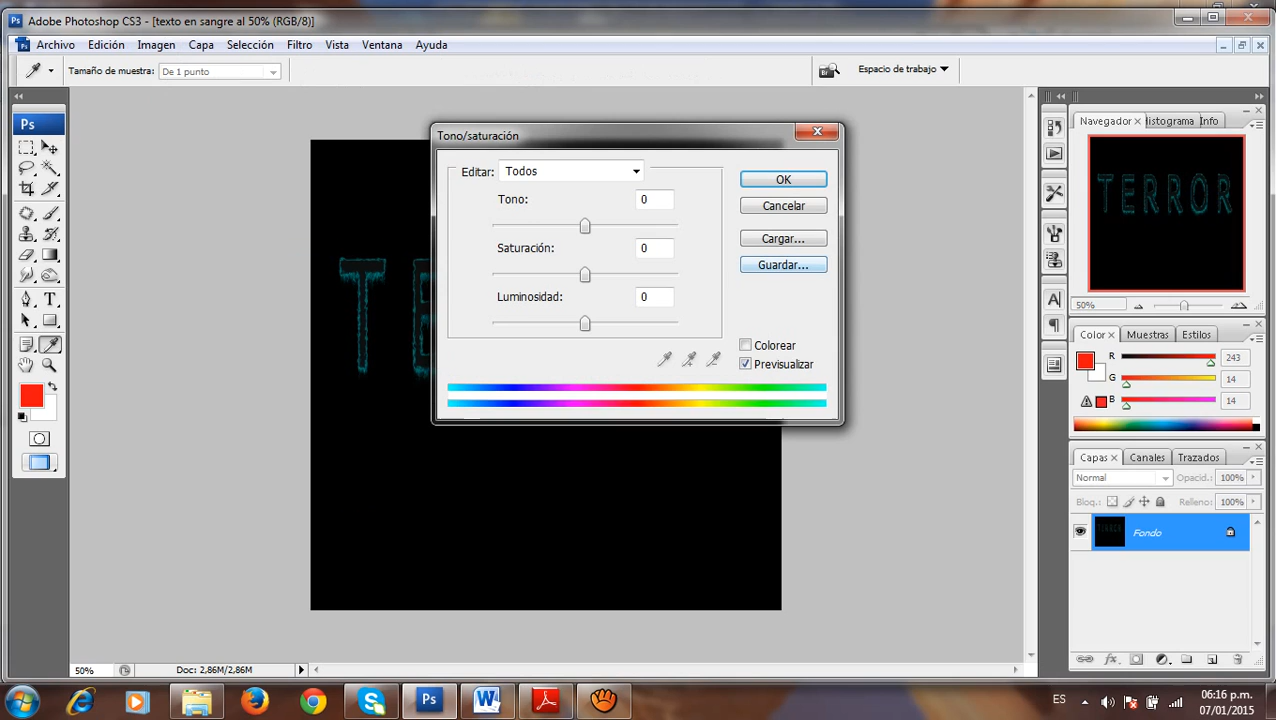 Adobe Photoshop CS3 - [texto en sangre al 50% (RGB/8)]
Archivo Edición Imagen Capa Selección Filtro Vista Ventana Ayuda
Tamaño de muestra: De 1 punto
Br Espacio de trabajo
Ps
TERROR
Tono/saturación
Editar: Todos
Tono: 0
Saturación: 0
Luminosidad: 0
OK
Cancelar
Cargar...
Guardar...
Colorear
Previsualizar
Navegador Histograma Info
TERROR
50%
Color Muestras Estilos
R 243
G 14
B 14
Capas Canales Trazados
Normal Opacid.: 100%
Bloq.: Relleno: 100%
Fondo
50% Doc: 2,86M/2,86M
ES 06:16 p.m.
07/01/2015